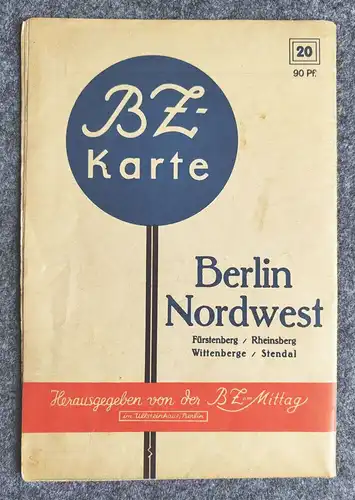 20
90 Pf.
BZ-
Karte
Berlin
Nordwest
Fürstenberg / Rheinsberg
Wittenberge / Stendal
Herausgegeben von der BZ am Mittag
im Ullsteinhaus, Berlin